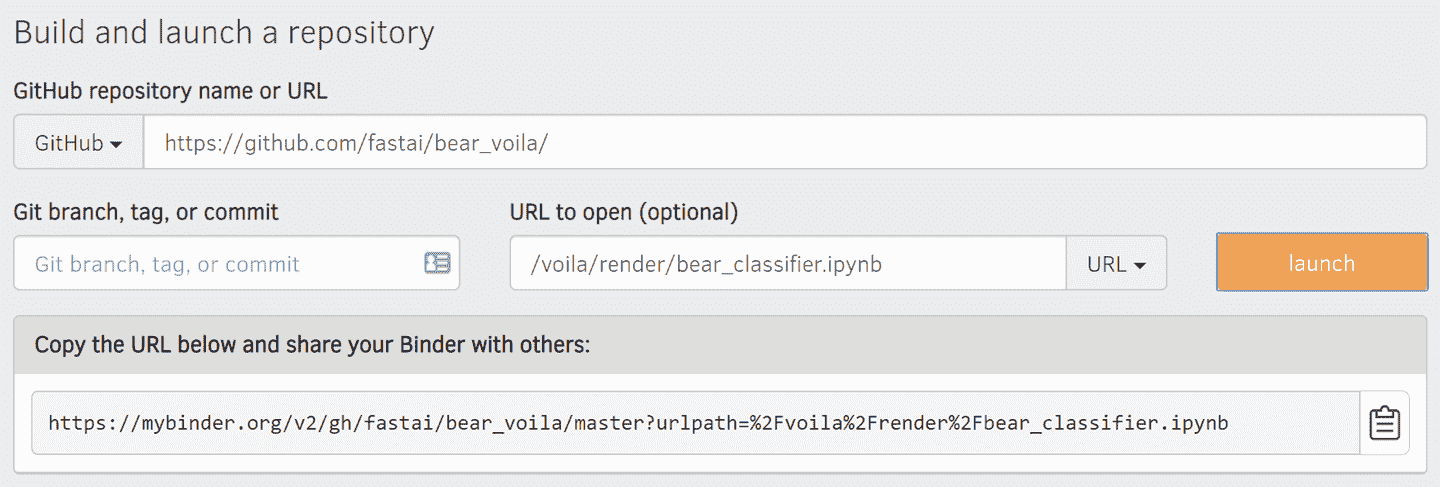 Build and launch a repository
GitHub repository name or URL
GitHub https://github.com/fastai/bear_voila/
Git branch, tag, or commit URL to open (optional)
Git branch, tag, or commit /voila/render/bear_classifier.ipynb URL launch
Copy the URL below and share your Binder with others:
https://mybinder.org/v2/gh/fastai/bear_voila/master?urlpath=%2Fvoila%2Frender%2Fbear_classifier.ipynb